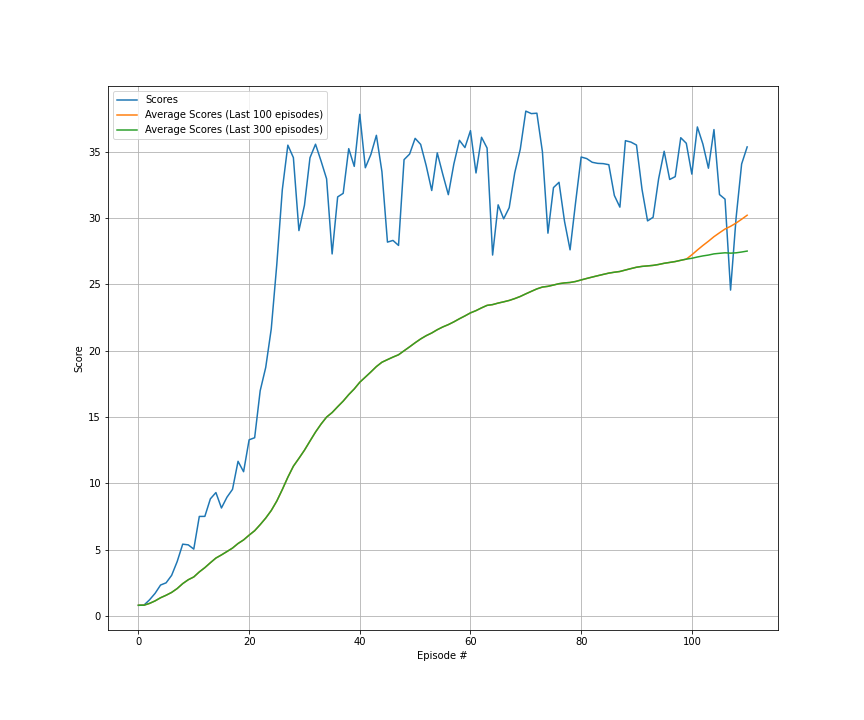 Scores
Average Scores (Last 100 episodes)
Average Scores (Last 300 episodes)
35
30
25
20
15
10
5
0
Score
0 20 40 60 80 100
Episode #